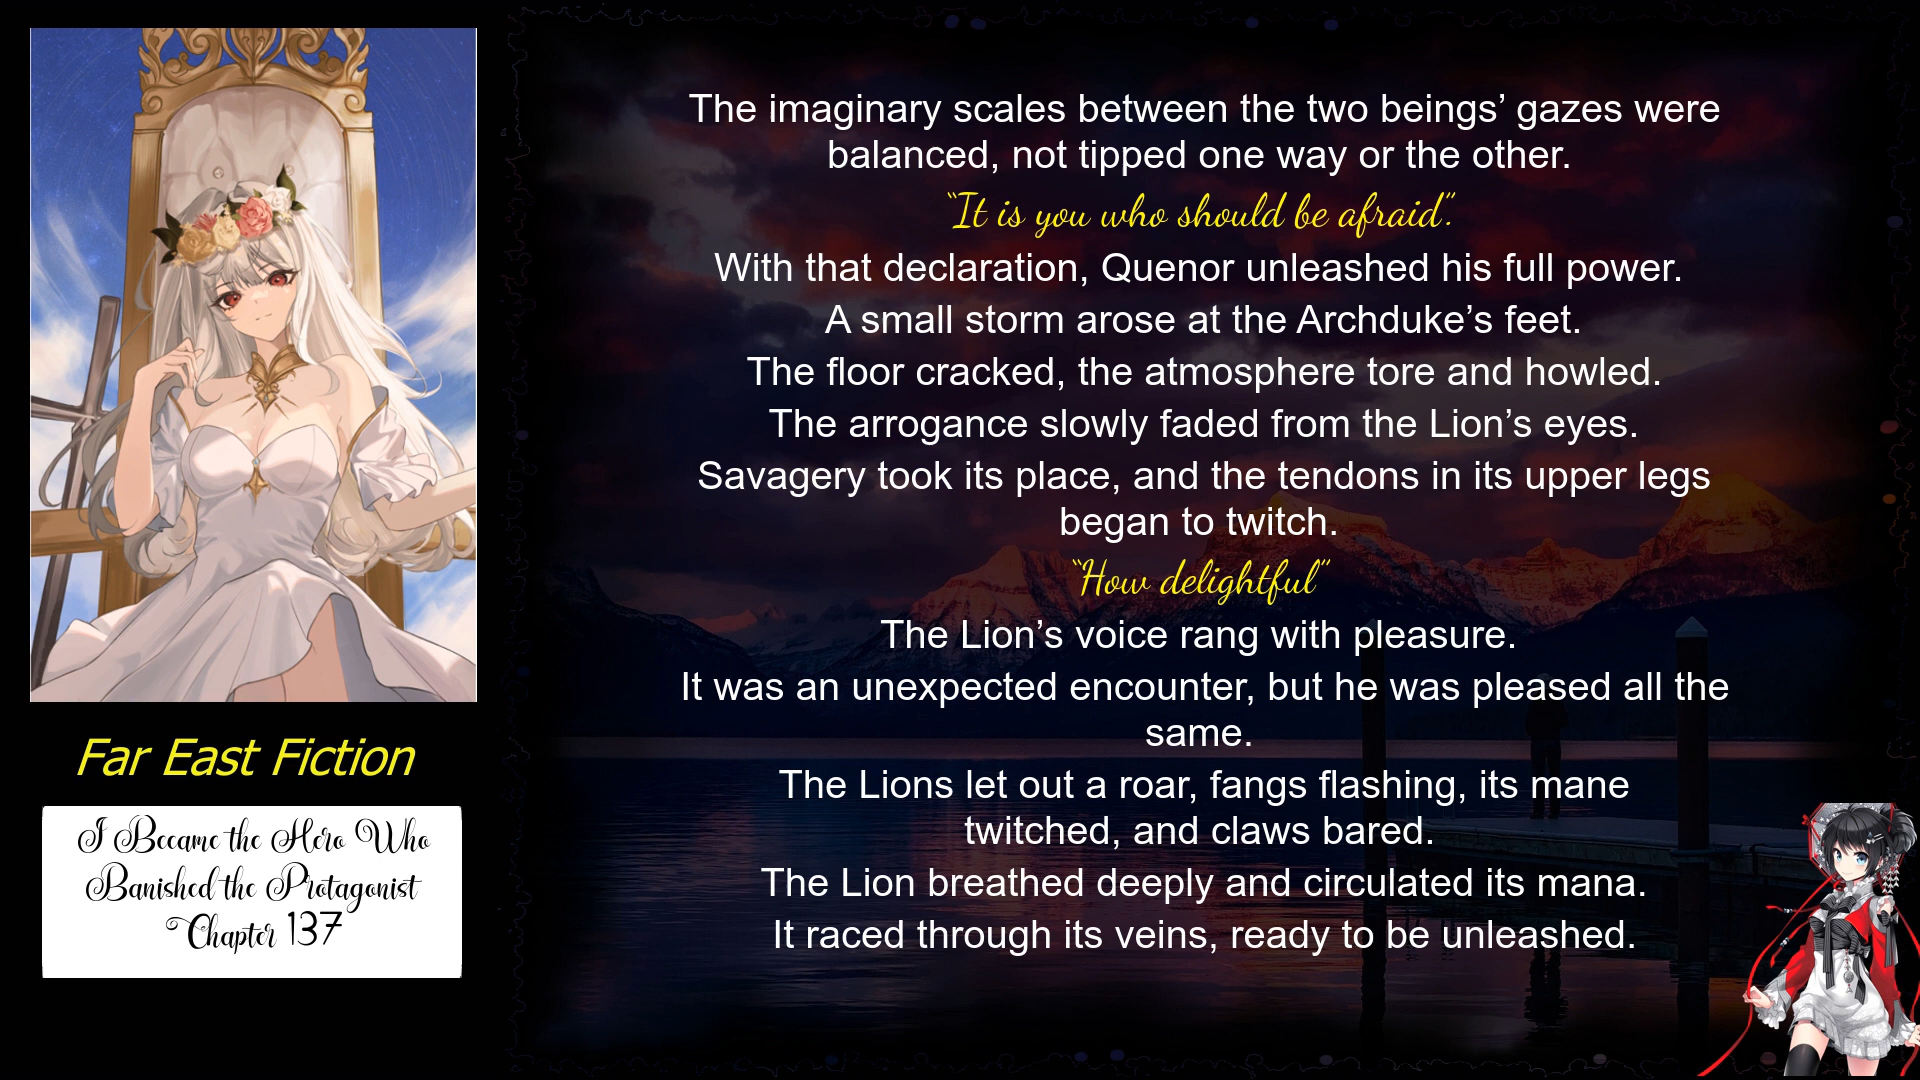 The imaginary scales between the two beings’ gazes were
balanced, not tipped one way or the other.
“It is you who should be afraid”.
With that declaration, Quenor unleashed his full power.
A small storm arose at the Archduke’s feet.
The floor cracked, the atmosphere tore and howled.
The arrogance slowly faded from the Lion’s eyes.
Savagery took its place, and the tendons in its upper legs
began to twitch.
“How delightful”
The Lion’s voice rang with pleasure.
It was an unexpected encounter, but he was pleased all the
same.
The Lions let out a roar, fangs flashing, its mane
twitched, and claws bared.
The Lion breathed deeply and circulated its mana.
It raced through its veins, ready to be unleashed.
Far East Fiction
I Became the Hero Who
Banished the Protagonist
Chapter 137